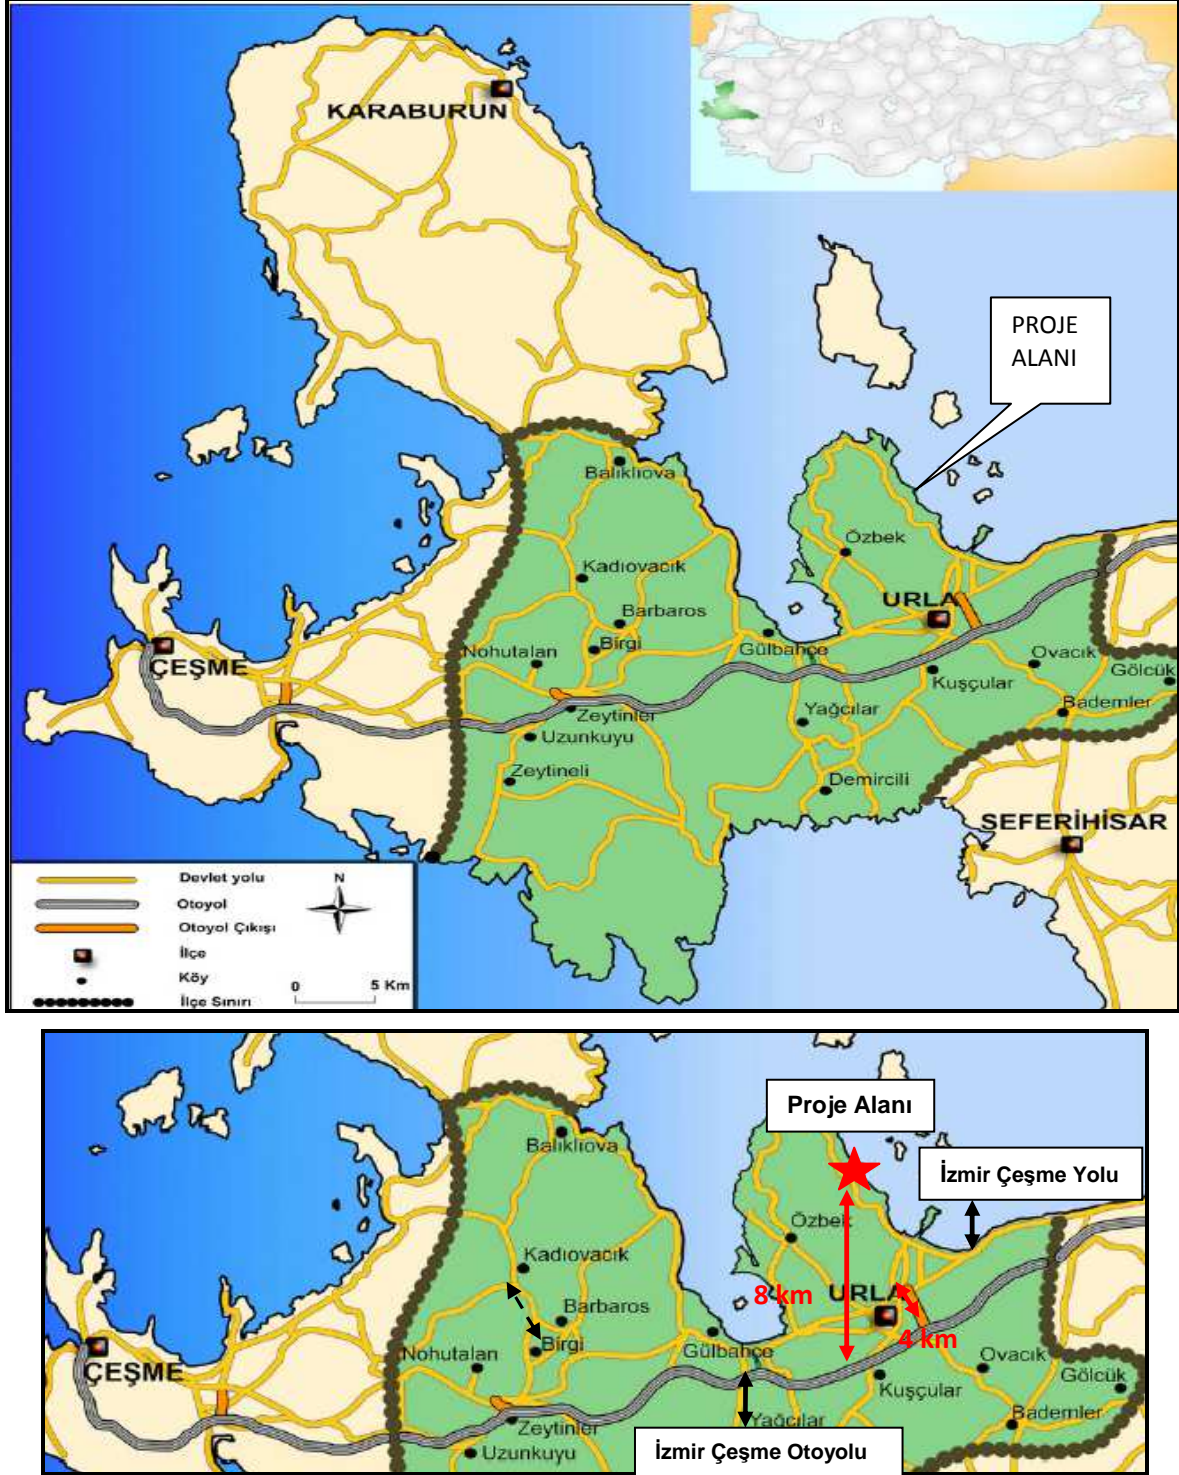 KARABURUN
PROJE
ALANI
Balıklıova
Özbek
Kadıovacık
URLA
Barbaros
Birgi
Gülbahçe
Nohutalan
Ovacık
Gölcük
ÇEŞME
Kuşçular
Bademler
Zeytinler
Yağcılar
Uzunkuyu
Zeytineli
Demircili
SEFERİHİSAR
Devlet yolu
N
Otoyol
Otoyol Çıkışı
İlçe
Köy
0 5 Km
İlçe Sınırı
Proje Alanı
Balıklıova
İzmir Çeşme Yolu
Özbek
Kadıovacık
8 km
URLA
Barbaros
4 km
Birgi
Gülbahçe
Nohutalan
Ovacık
ÇEŞME
Gölcük
Kuşçular
Zeytinler
Yağcılar
Bademler
Uzunkuyu
İzmir Çeşme Otoyolu